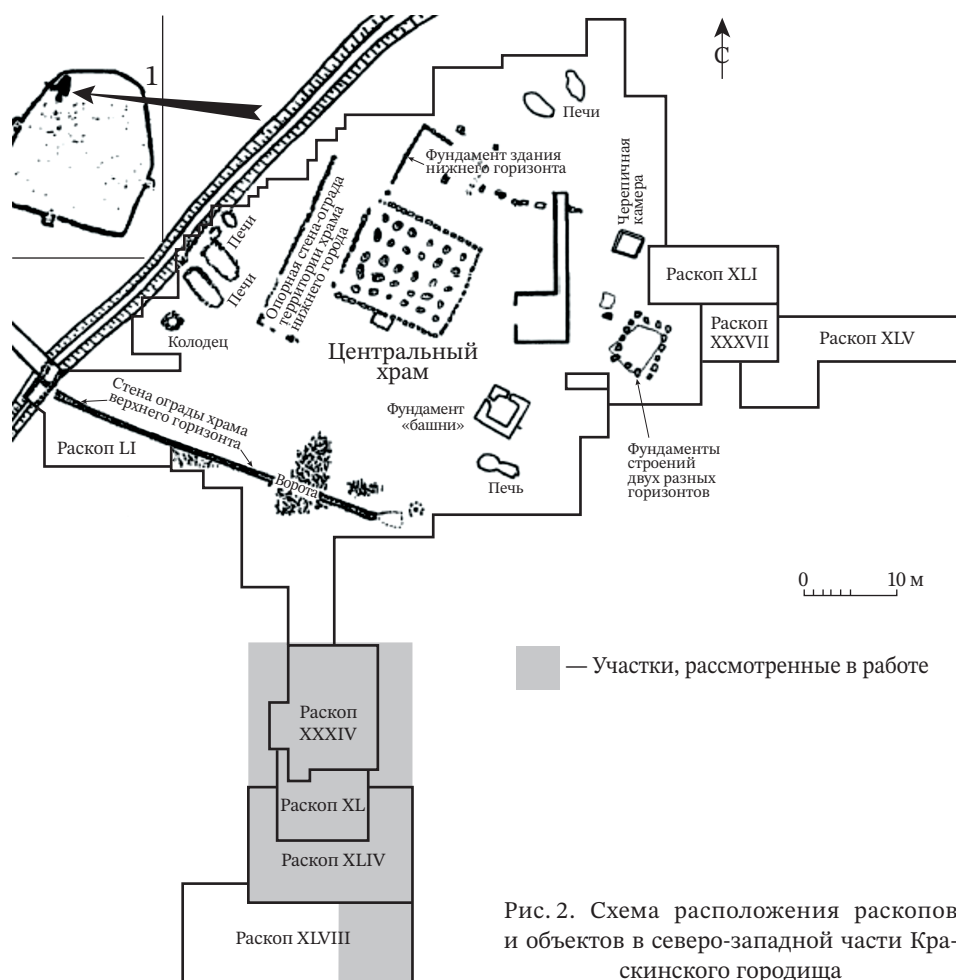 1
С
Печи
Фундамент здания
нижнего горизонта
Черепичная
камера
Печи
Печи
Опорная стена-ограда
территории храма
нижнего города
Колодец
Центральный
храм
Раскоп XLI
Раскоп
XXXVII
Раскоп XLV
Стена ограды храма
верхнего горизонта
Фундамент
«башни»
Раскоп LI
Ворота
Печь
Фундаменты
строений
двух разных
горизонтов
0 10 м
— Участки, рассмотренные в работе
Раскоп
XXXIV
Раскоп XL
Раскоп XLIV
Раскоп XLVIII
Рис. 2. Схема расположения раскопов
и объектов в северо-западной части Кра-
скинского городища